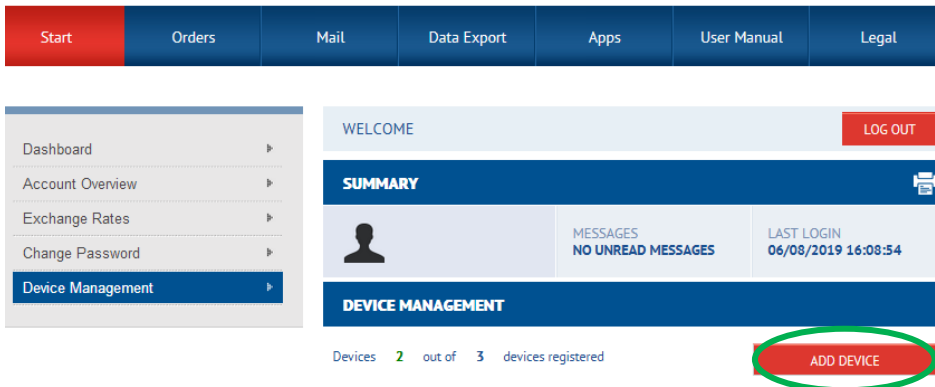 Start Orders Mail Data Export Apps User Manual Legal
WELCOME LOG OUT
Dashboard
Account Overview
Exchange Rates
Change Password
Device Management
SUMMARY
MESSAGES LAST LOGIN
NO UNREAD MESSAGES 06/08/2019 16:08:54
DEVICE MANAGEMENT
Devices 2 out of 3 devices registered ADD DEVICE